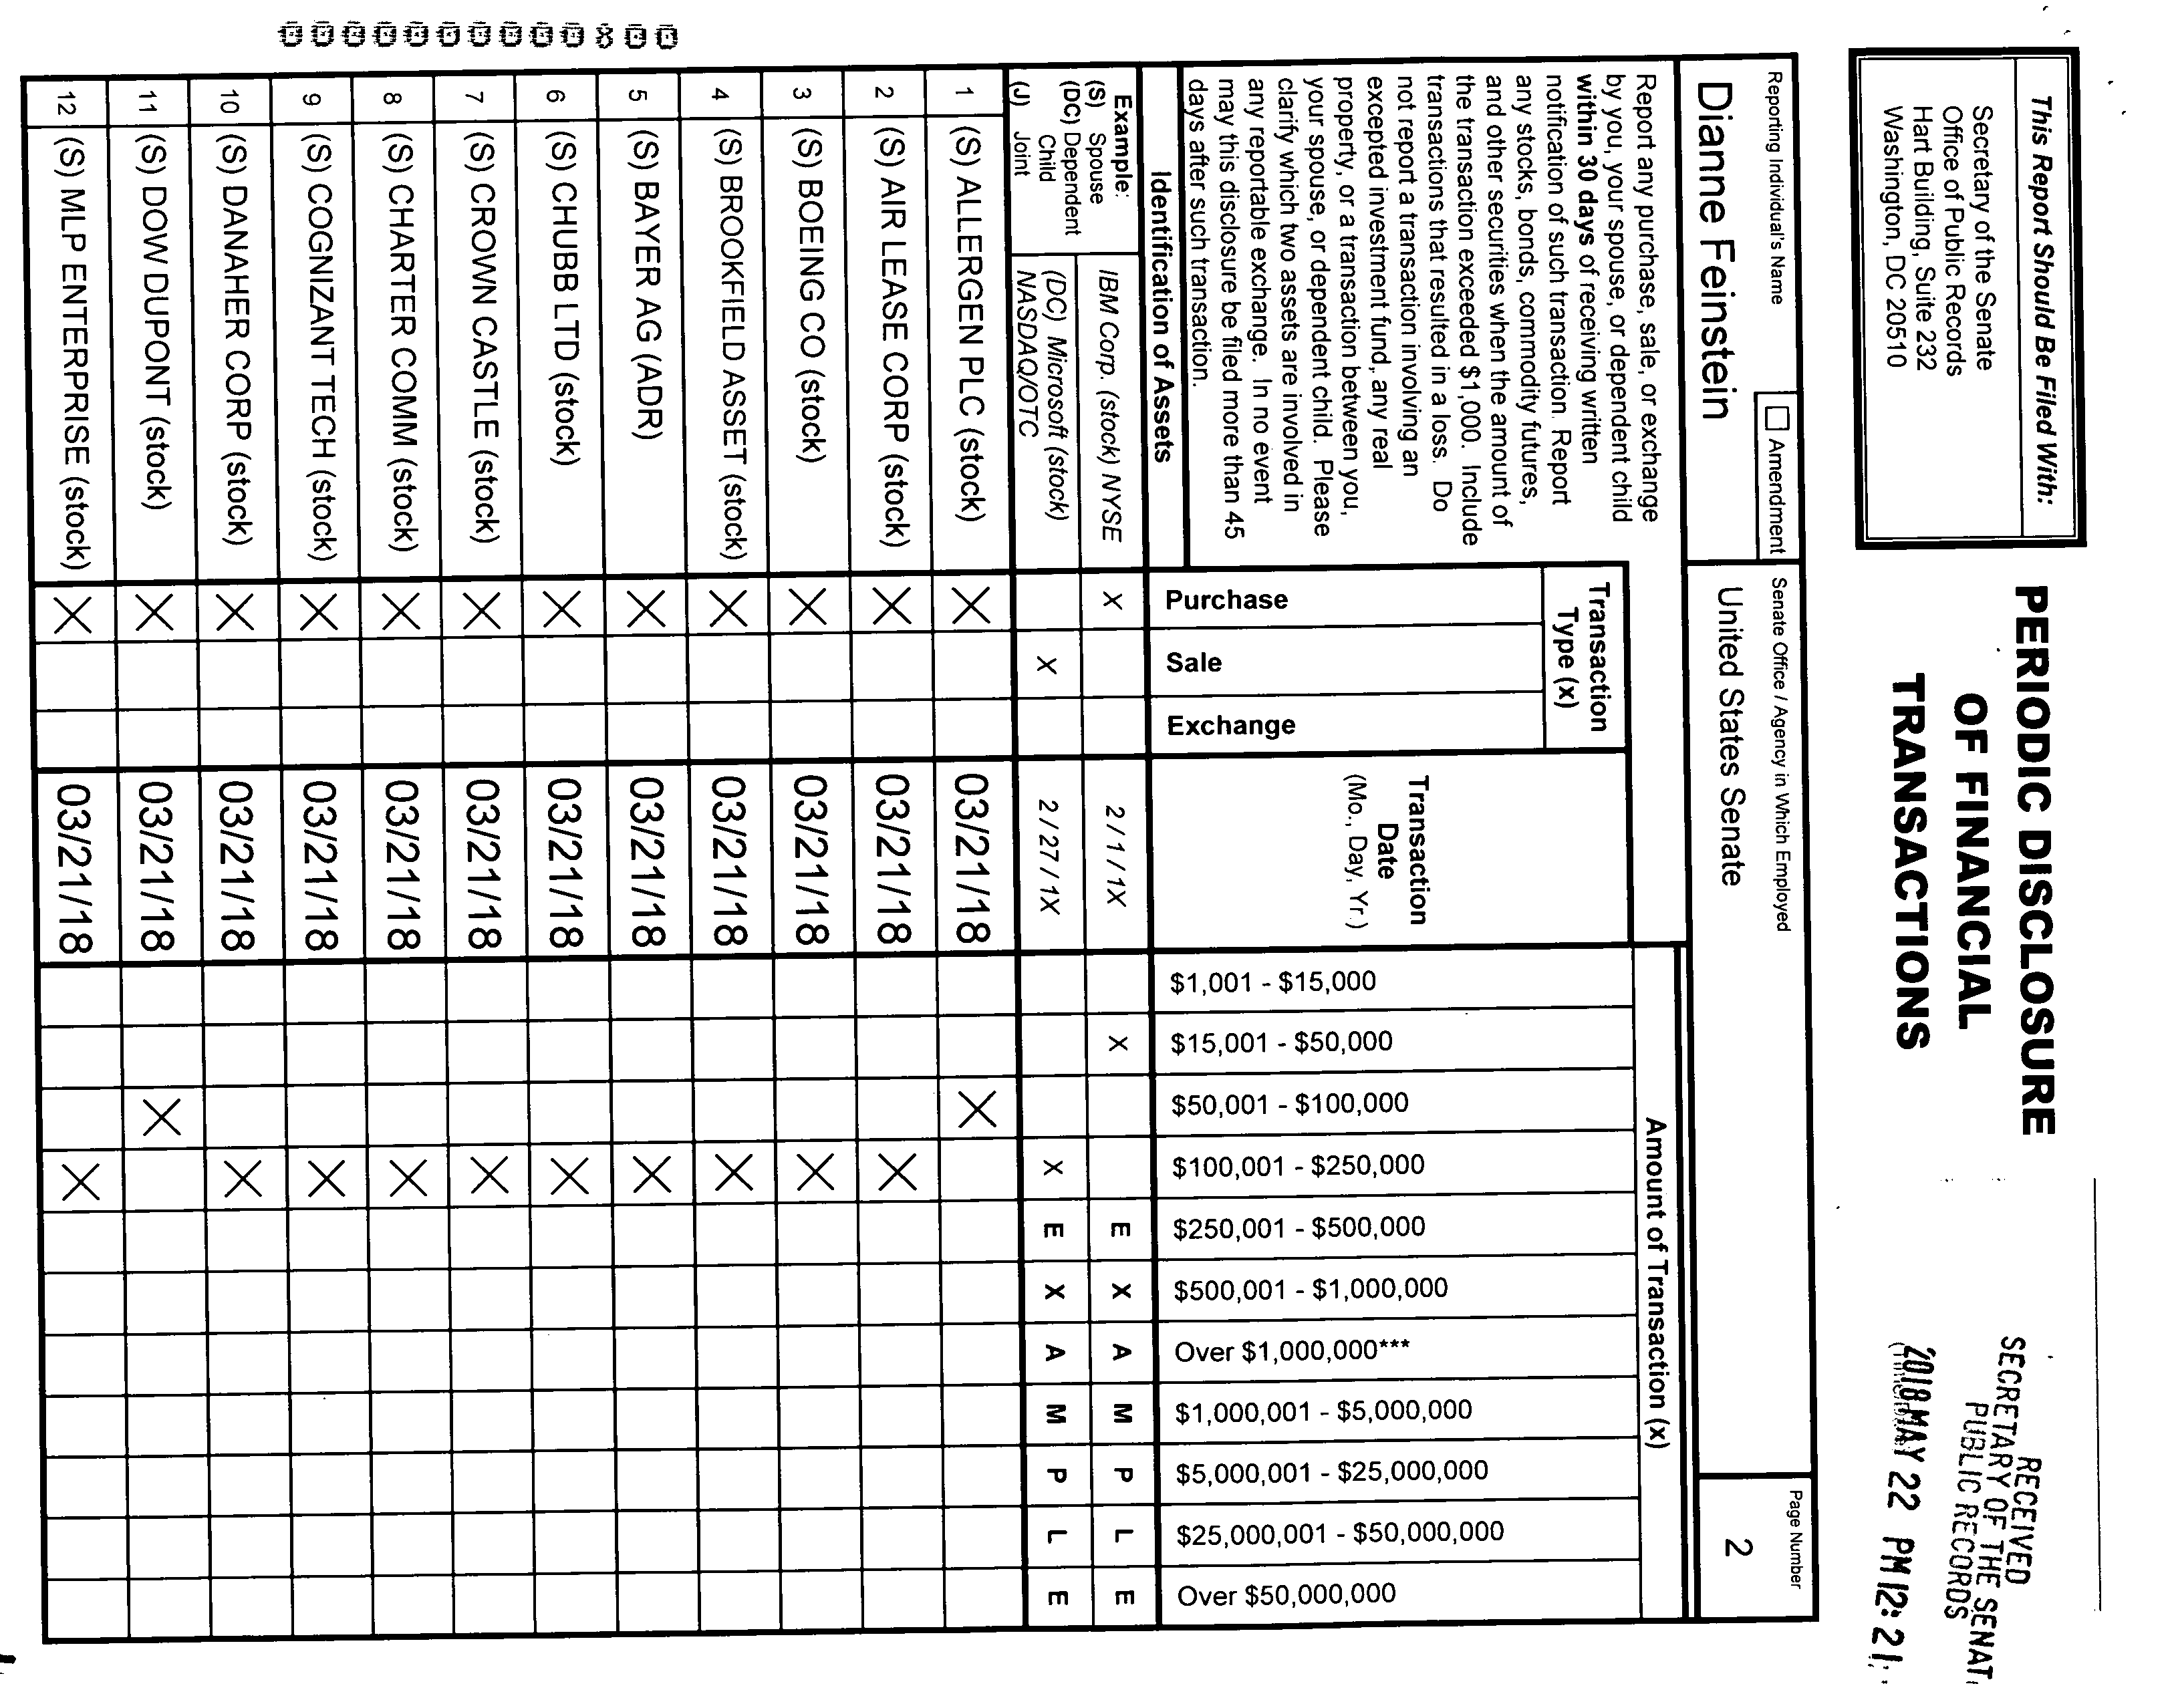 This Report Should Be Filed With:
Secretary of the Senate
Office of Public Records
Hart Building, Suite 232
Washington, DC 20510
PERIODIC DISCLOSURE
OF FINANCIAL
TRANSACTIONS
RECEIVED
SECRETARY OF THE SENAT
PUBLIC RECORDS
2018 MAY 22 PM 12: 21
Reporting Individual's Name
Amendment
Senate Office / Agency in Which Employed
Page Number
Dianne Feinstein
United States Senate
2
Report any purchase, sale, or exchange
by you, your spouse, or dependent child
within 30 days of receiving written
notification of such transaction. Report
any stocks, bonds, commodity futures,
and other securities when the amount of
the transaction exceeded $1,000. Include
transactions that resulted in a loss. Do
not report a transaction involving an
excepted investment fund, any real
property, or a transaction between you,
your spouse, or dependent child. Please
clarify which two assets are involved in
any reportable exchange. In no event
may this disclosure be filed more than 45
days after such transaction.
Identification of Assets
Transaction
Type (x)
Purchase
Sale
Exchange
Transaction
Date
(Mo., Day, Yr.)
Amount of Transaction (x)
$1,001 - $15,000
$15,001 - $50,000
$50,001 - $100,000
$100,001 - $250,000
$250,001 - $500,000
$500,001 - $1,000,000
Over $1,000,000***
$1,000,001 - $5,000,000
$5,000,001 - $25,000,000
$25,000,001 - $50,000,000
Over $50,000,000
Example:
(S) Spouse
(DC) Dependent
Child
(J) Joint
IBM Corp. (stock) NYSE X 2 / 1 / 1X X E X A M P L E
(DC) Microsoft (stock)
NASDAQ/OTC X 2 / 27 / 1X X E X A M P L E
1 (S) ALLERGEN PLC (stock) X 03/21/18 X
2 (S) AIR LEASE CORP (stock) X 03/21/18 X
3 (S) BOEING CO (stock) X 03/21/18 X
4 (S) BROOKFIELD ASSET (stock) X 03/21/18 X
5 (S) BAYER AG (ADR) X 03/21/18 X
6 (S) CHUBB LTD (stock) X 03/21/18 X
7 (S) CROWN CASTLE (stock) X 03/21/18 X
8 (S) CHARTER COMM (stock) X 03/21/18 X
9 (S) COGNIZANT TECH (stock) X 03/21/18 X
10 (S) DANAHER CORP (stock) X 03/21/18 X
11 (S) DOW DUPONT (stock) X 03/21/18 X
12 (S) MLP ENTERPRISE (stock) X 03/21/18 X